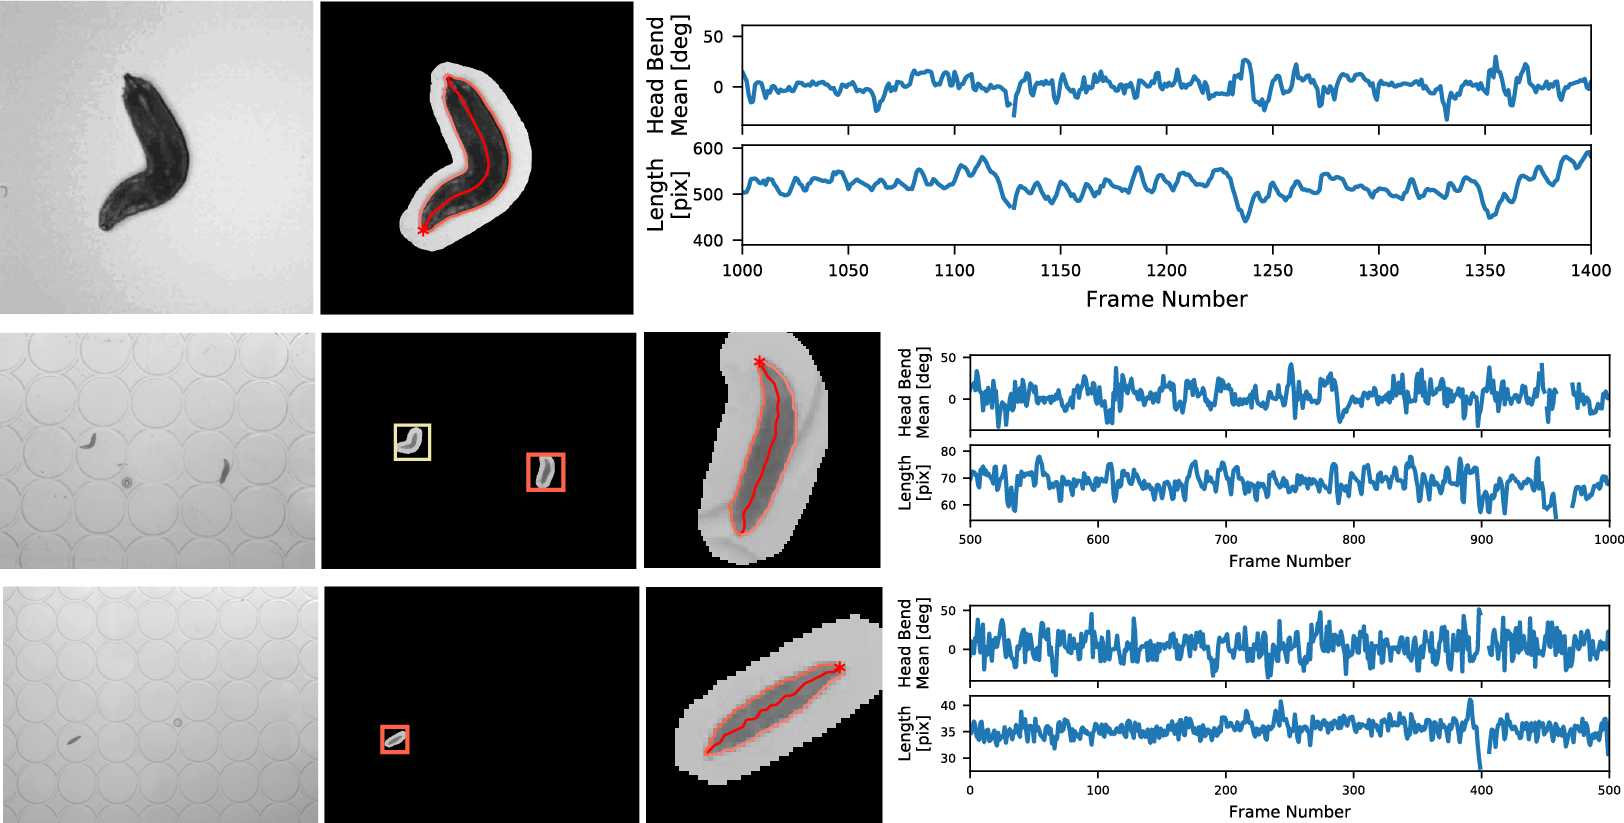 Head Bend
Mean [deg]
50
0
Length
[pix]
600
500
400
1000 1050 1100 1150 1200 1250 1300 1350 1400
Frame Number
Head Bend
Mean [deg]
50
0
Length
[pix]
80
70
60
500 600 700 800 900 1000
Frame Number
Head Bend
Mean [deg]
50
0
Length
[pix]
40
35
30
0 100 200 300 400 500
Frame Number